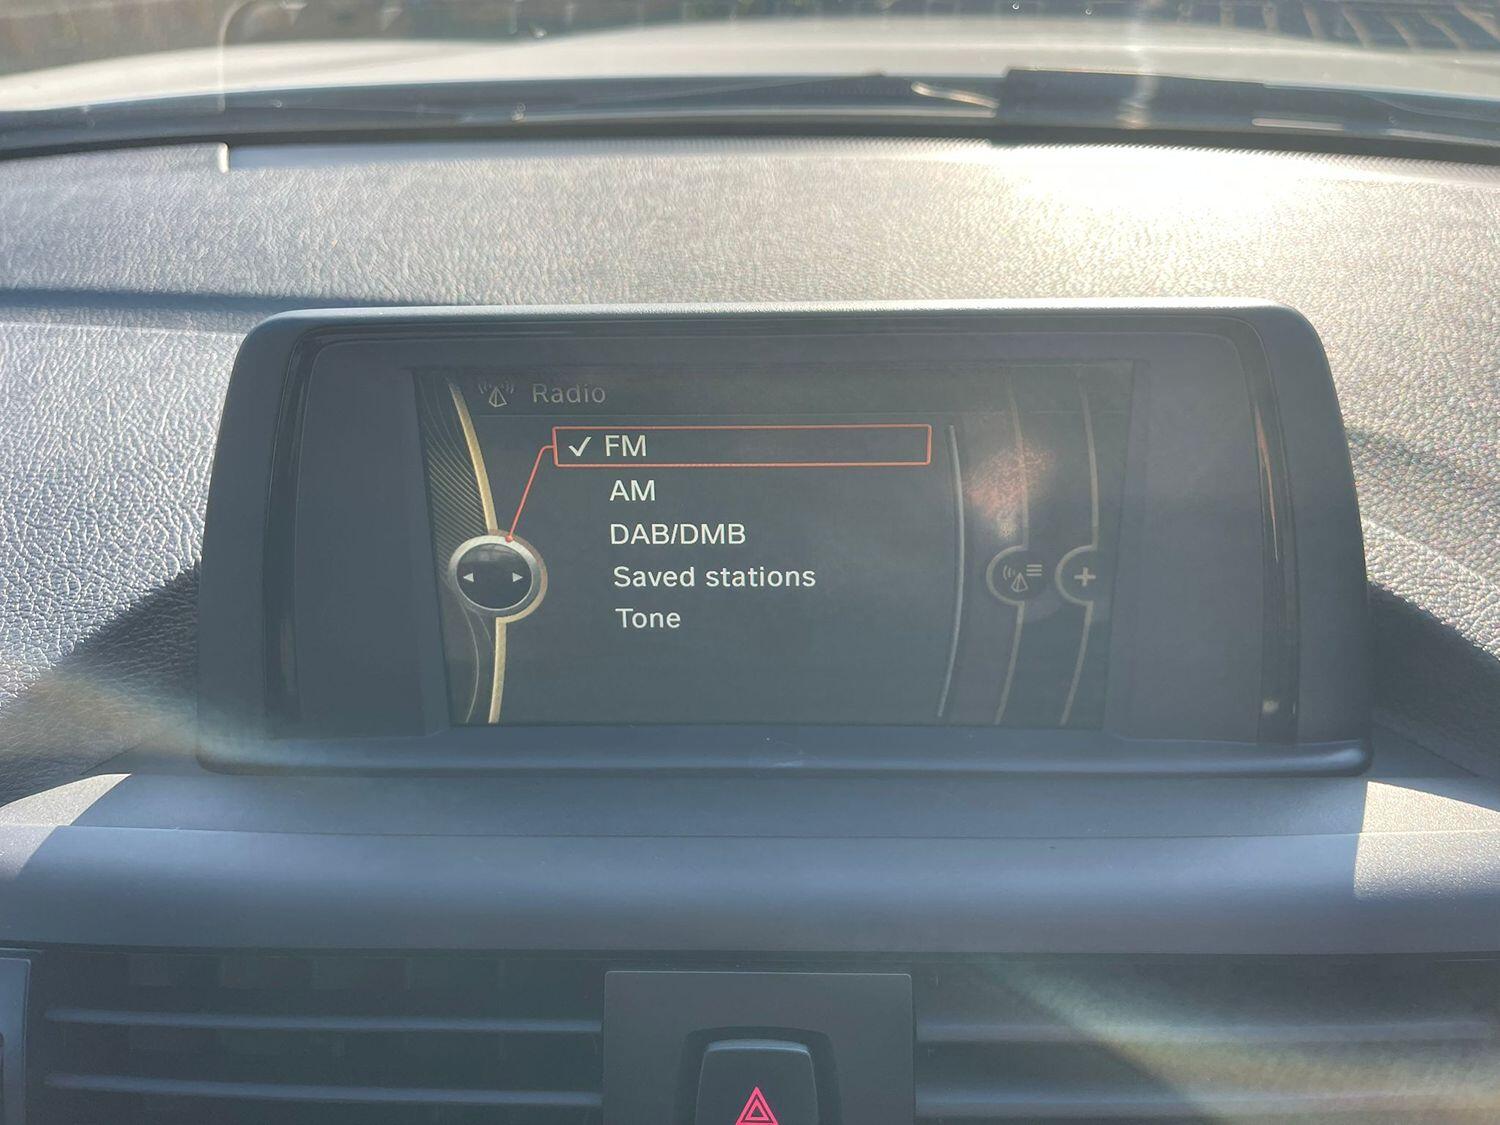 Radio
✓ FM
AM
DAB/DMB
Saved stations
Tone